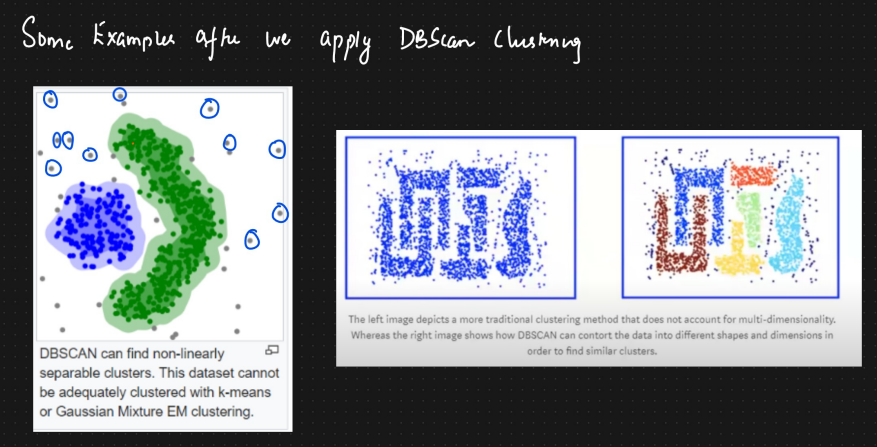 Some Examples after we apply DBScan Clustering
DBSCAN can find non-linearly
separable clusters. This dataset cannot
be adequately clustered with k-means
or Gaussian Mixture EM clustering.
The left image depicts a more traditional clustering method that does not account for multi-dimensionality.
Whereas the right image shows how DBSCAN can contort the data into different shapes and dimensions in
order to find similar clusters.